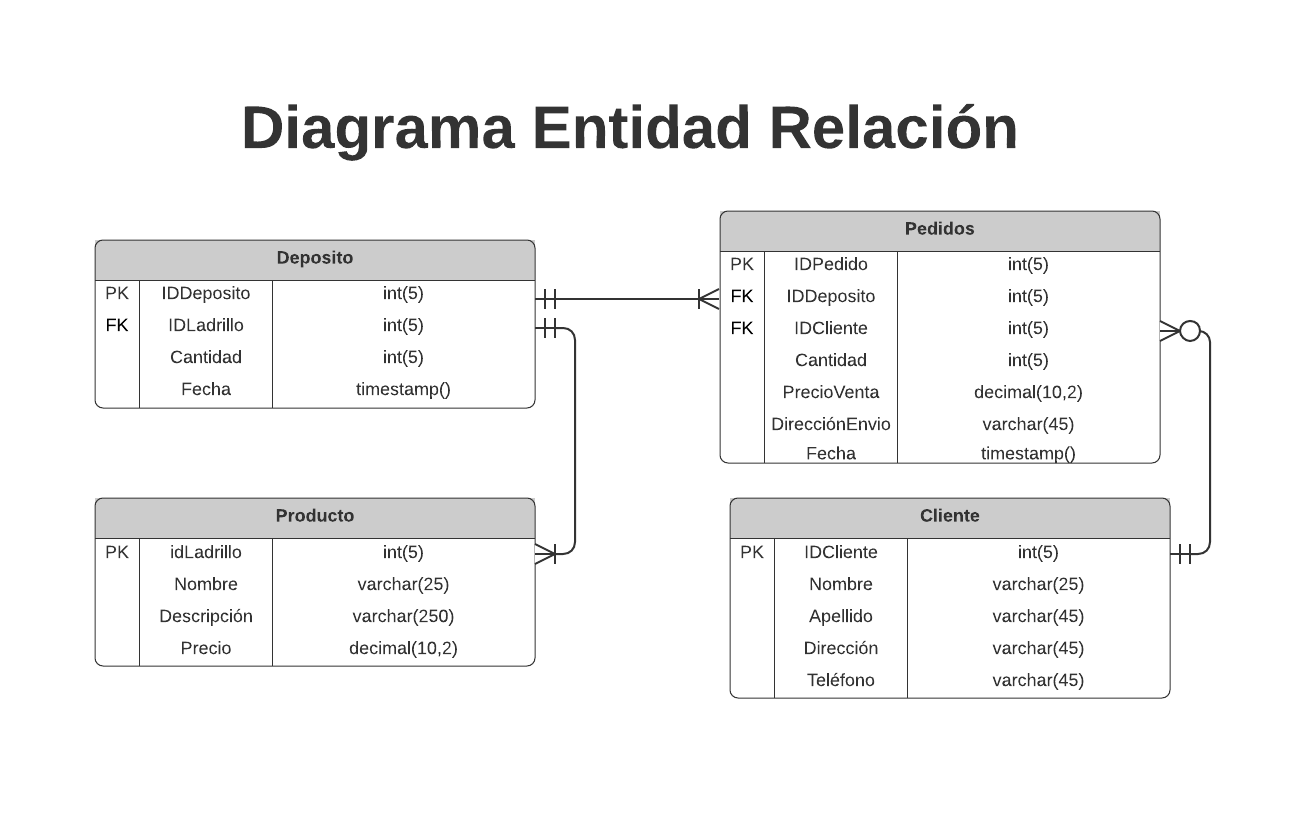 Diagrama Entidad Relación
Deposito
PK IDDeposito int(5)
FK IDLadrillo int(5)
Cantidad int(5)
Fecha timestamp()
Pedidos
PK IDPedido int(5)
FK IDDeposito int(5)
FK IDCliente int(5)
Cantidad int(5)
PrecioVenta decimal(10,2)
DirecciónEnvio varchar(45)
Fecha timestamp()
Producto
PK idLadrillo int(5)
Nombre varchar(25)
Descripción varchar(250)
Precio decimal(10,2)
Cliente
PK IDCliente int(5)
Nombre varchar(25)
Apellido varchar(45)
Dirección varchar(45)
Teléfono varchar(45)